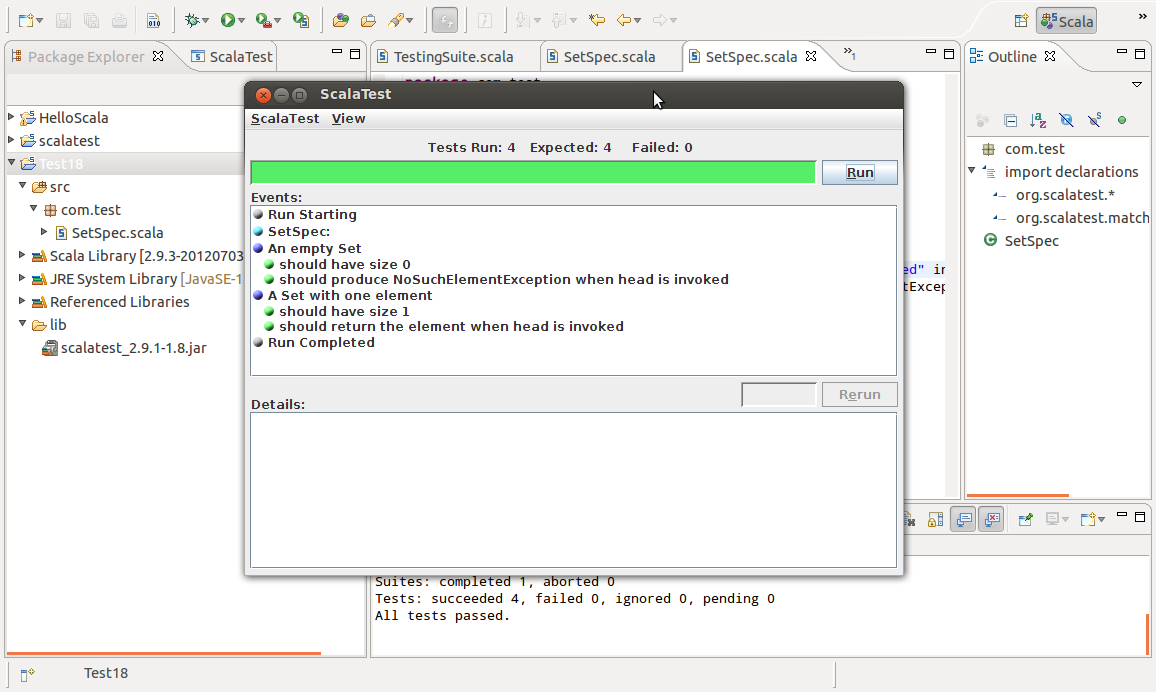 Scala
Package Explorer
ScalaTest
TestingSuite.scala
SetSpec.scala
SetSpec.scala
1
Outline
HelloScala
scalatest
Test18
src
com.test
SetSpec.scala
Scala Library [2.9.3-20120703
JRE System Library [JavaSE-1
Referenced Libraries
lib
scalatest_2.9.1-1.8.jar
package com.test
ScalaTest
ScalaTest View
Tests Run: 4 Expected: 4 Failed: 0
Run
Events:
Run Starting
SetSpec:
An empty Set
should have size 0
should produce NoSuchElementException when head is invoked
A Set with one element
should have size 1
should return the element when head is invoked
Run Completed
Rerun
Details:
ed" in
tExcep
com.test
import declarations
org.scalatest.*
org.scalatest.match
SetSpec
Suites: completed 1, aborted 0
Tests: succeeded 4, failed 0, ignored 0, pending 0
All tests passed.
Test18